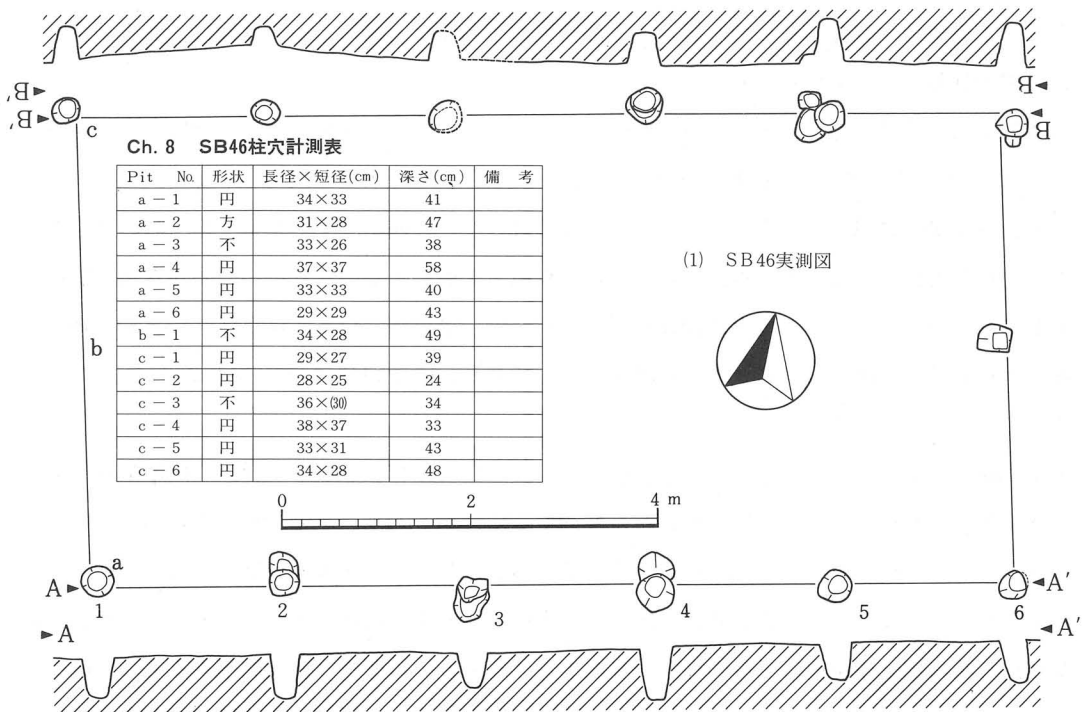 B' B
B' B
c
Ch. 8 SB46柱穴計測表
Pit No. 形状 長径×短径(cm) 深さ(cm) 備 考
a-1 円 34×33 41
a-2 方 31×28 47
a-3 不 33×26 38
a-4 円 37×37 58
a-5 円 33×33 40
a-6 円 29×29 43
b-1 不 34×28 49
c-1 円 29×27 39
c-2 円 28×25 24
c-3 不 36×(30) 34
c-4 円 38×37 33
c-5 円 33×31 43
c-6 円 34×28 48
(1) SB46実測図
b
0 2 4 m
a
A A'
1 2 3 4 5 6
A A'